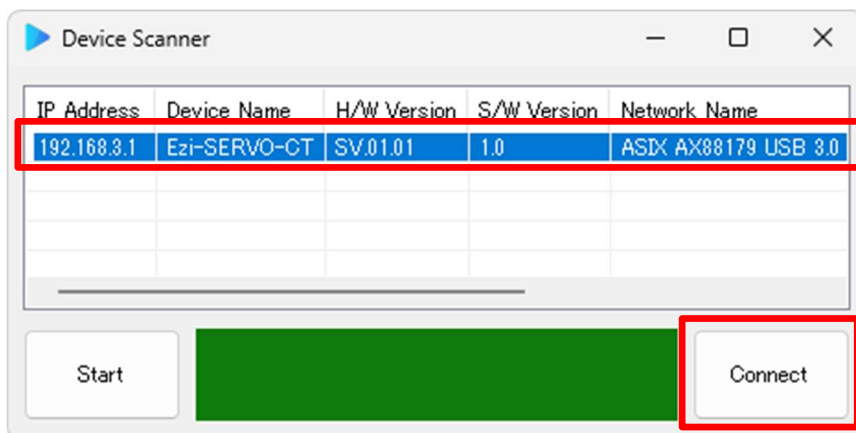 Device Scanner
IP Address Device Name H/W Version S/W Version Network Name
192.168.3.1 Ezi-SERVO-CT SV.01.01 1.0 ASIX AX88179 USB 3.0
Start Connect